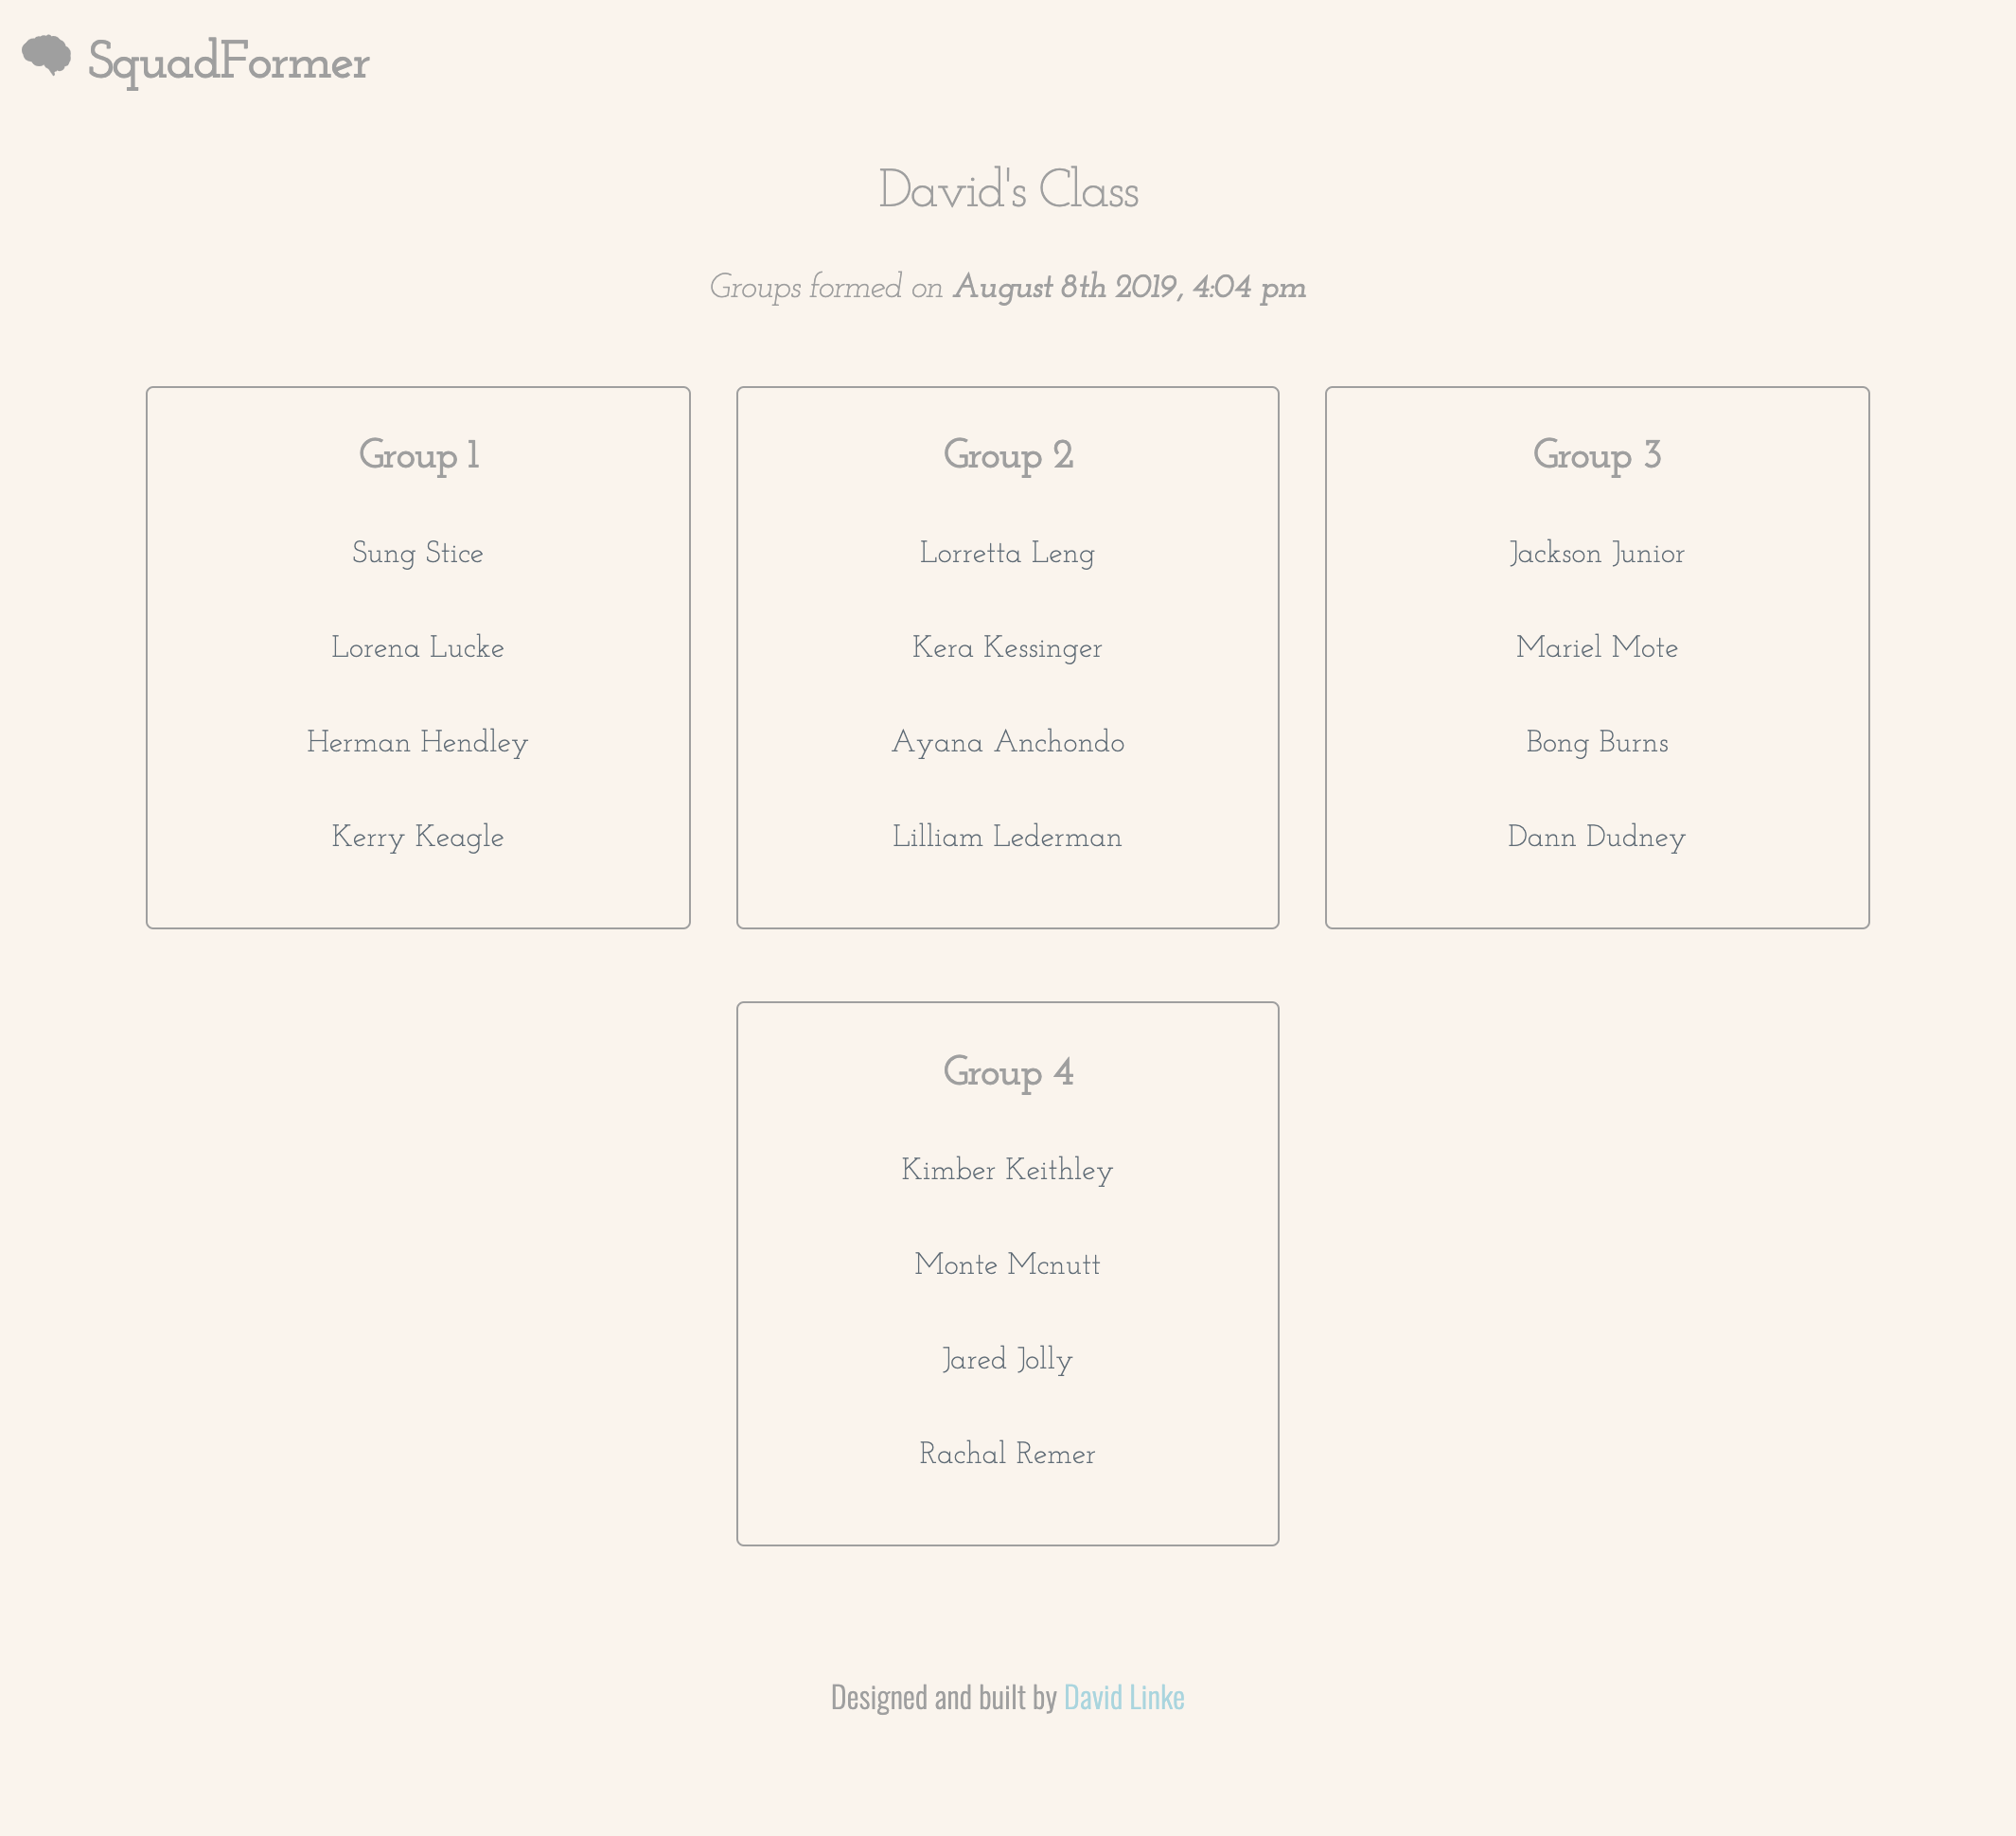 SquadFormer
David's Class
Groups formed on August 8th 2019, 4:04 pm
Group 1
Sung Stice
Lorena Lucke
Herman Hendley
Kerry Keagle
Group 2
Lorretta Leng
Kera Kessinger
Ayana Anchondo
Lilliam Lederman
Group 3
Jackson Junior
Mariel Mote
Bong Burns
Dann Dudney
Group 4
Kimber Keithley
Monte Mcnutt
Jared Jolly
Rachal Remer
Designed and built by David Linke